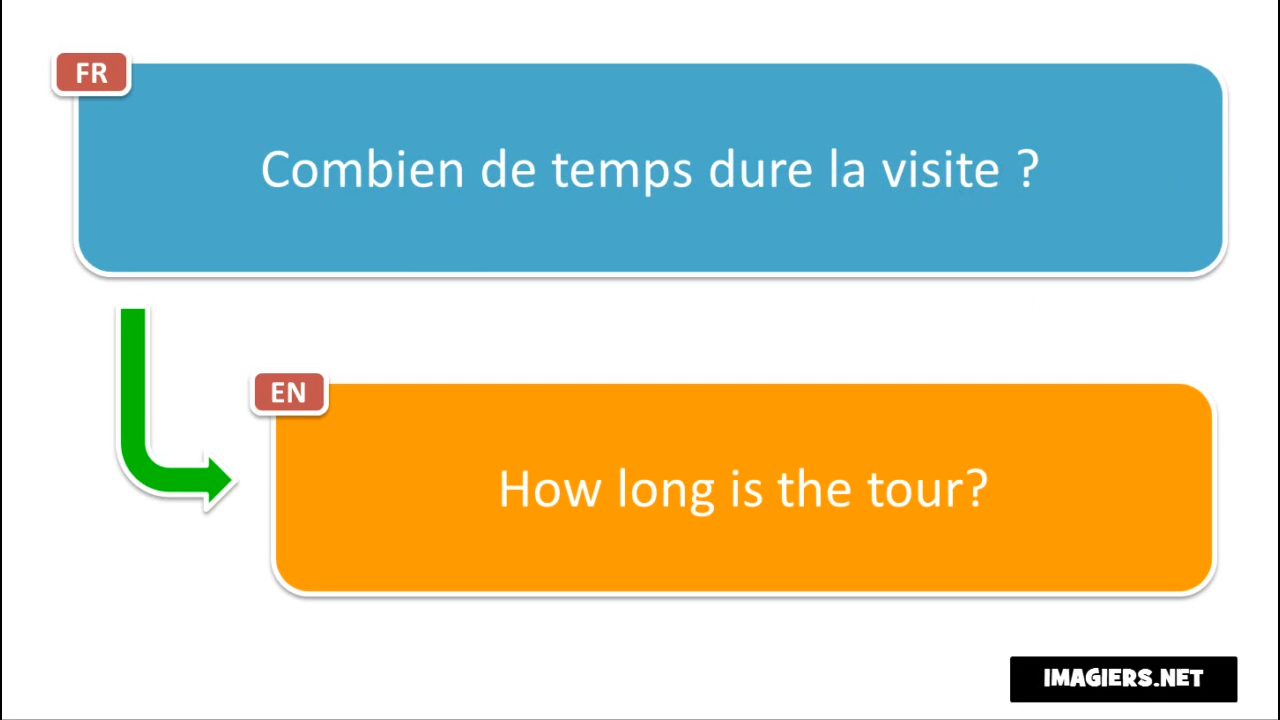 FR
Combien de temps dure la visite ?
EN
How long is the tour?
IMAGIERS.NET